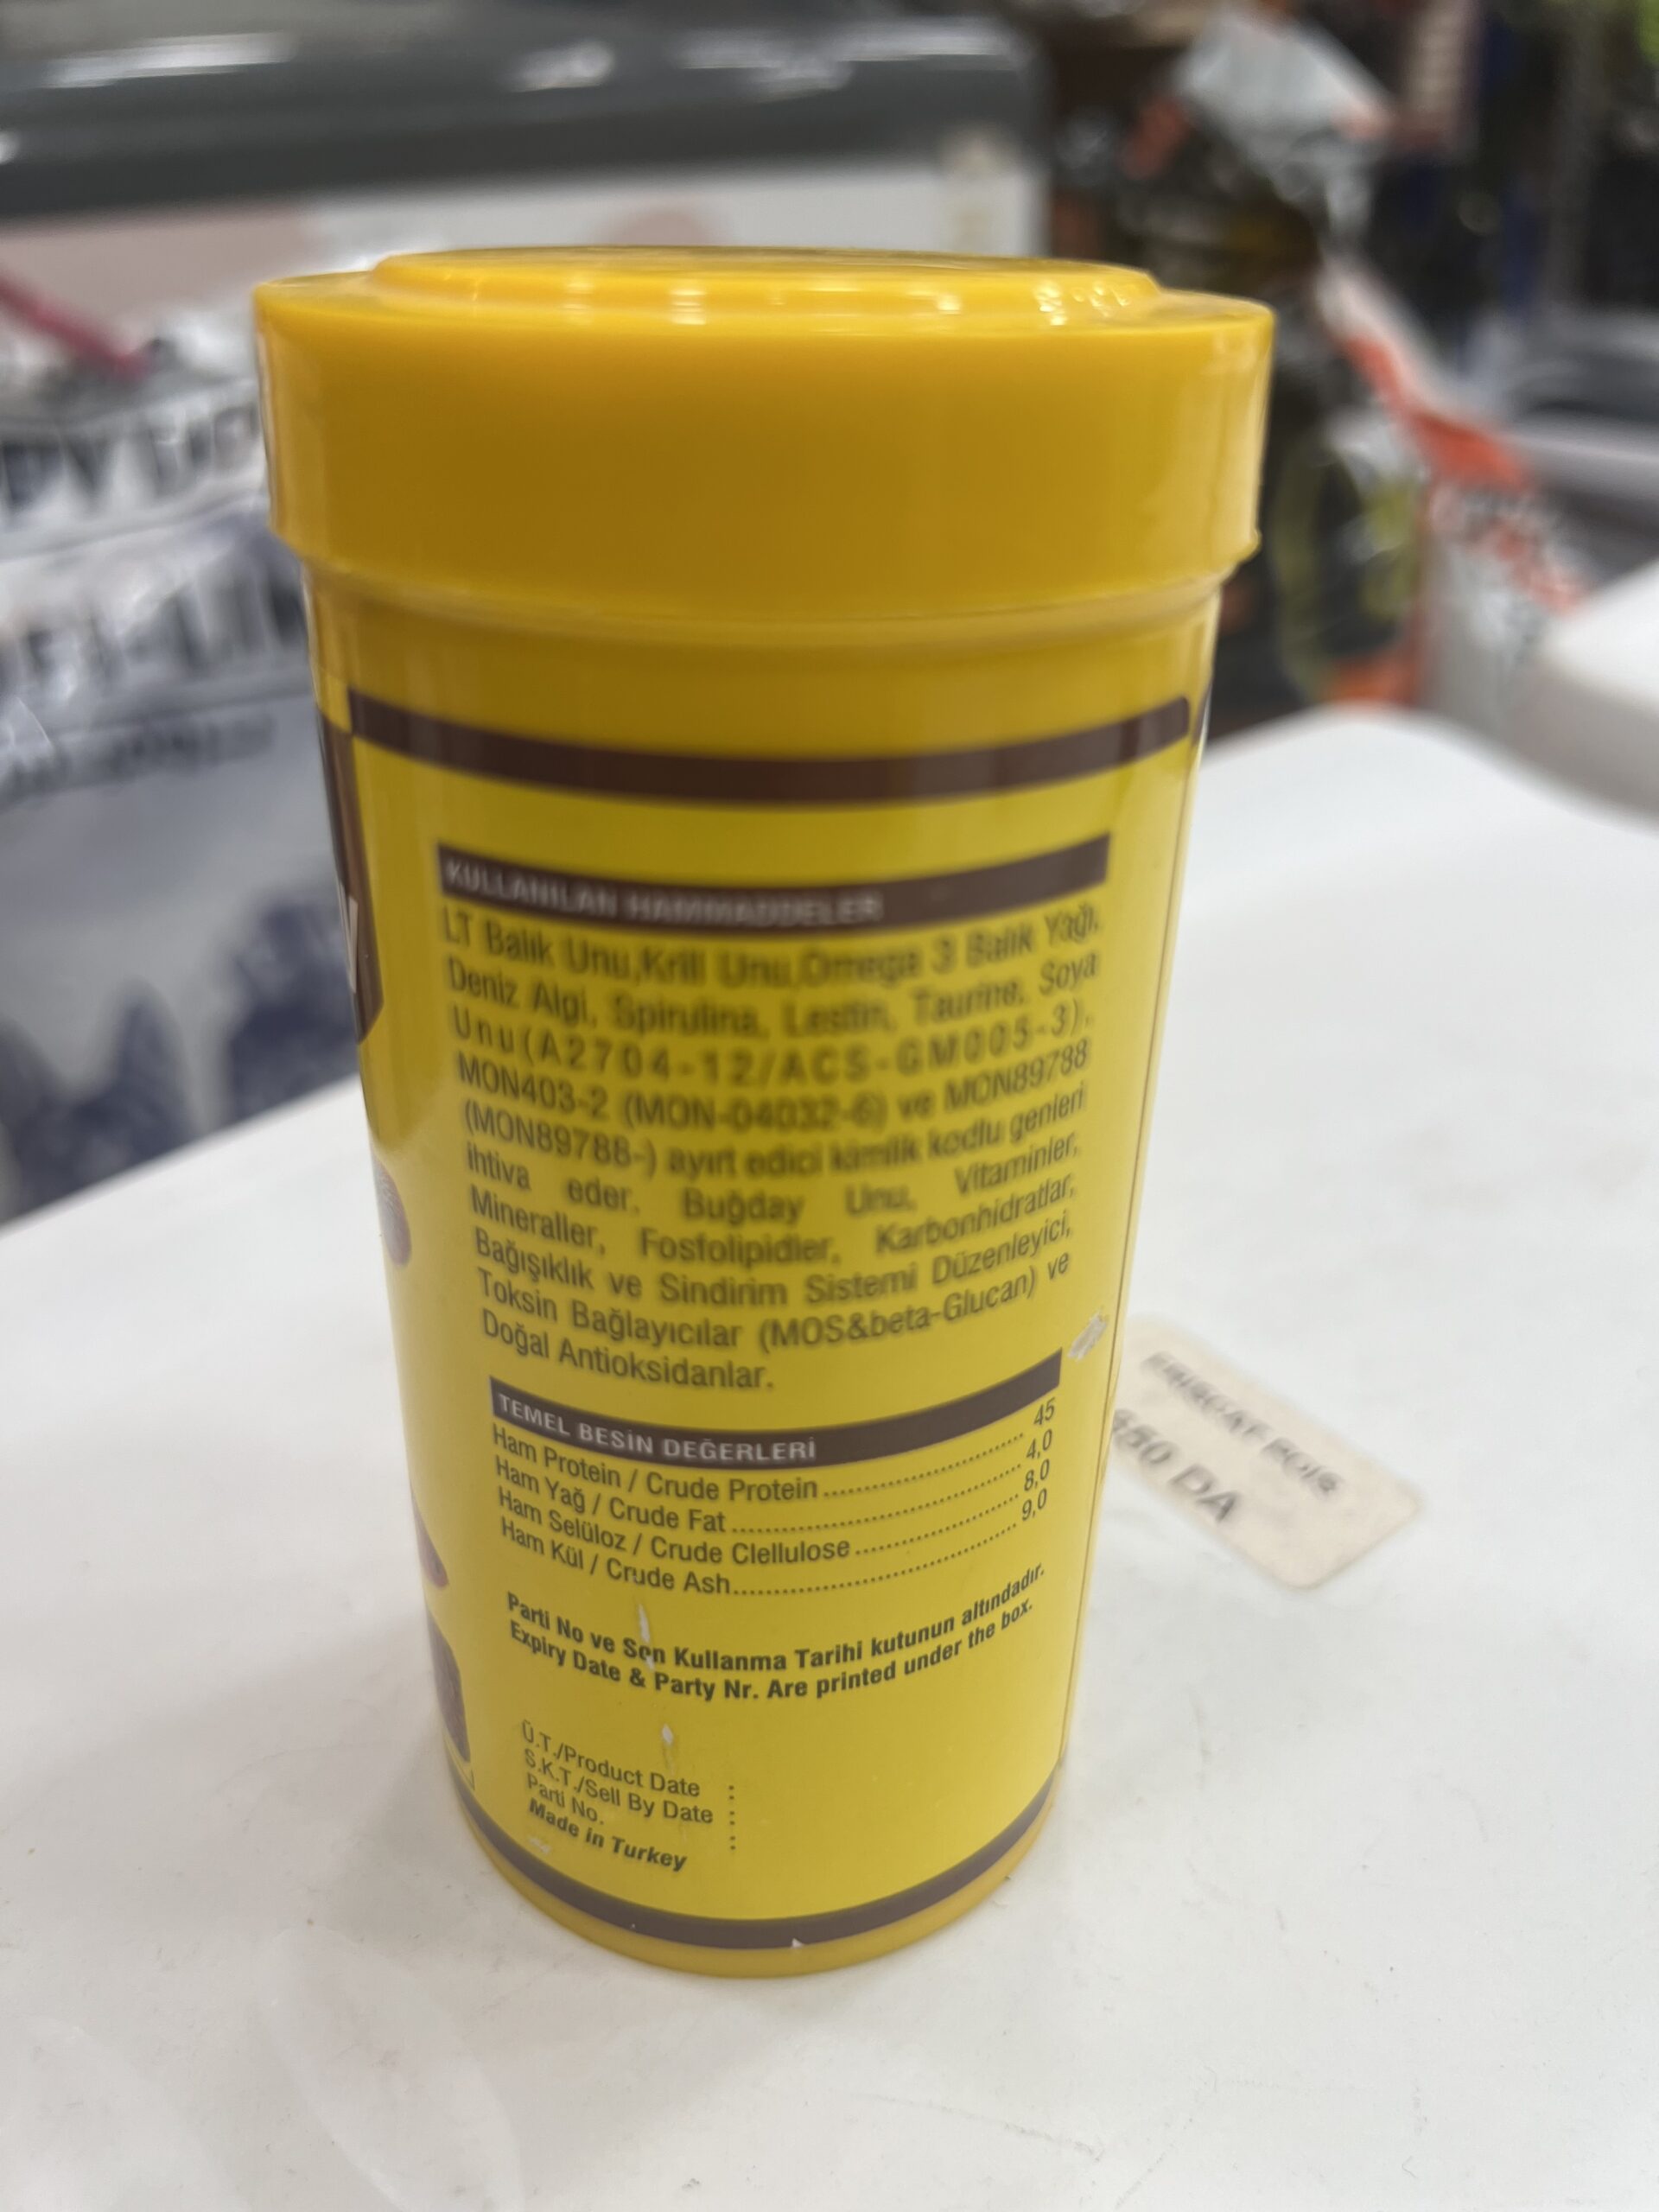 KULLANILAN HAMMADDELER
LT Balık Unu,Krill Unu,Omega 3 Balık Yağı,
Deniz Algi, Spirulina, Lesitin, Taurine, Soya
Unu(A2704-12/ACS-GM005-3),
MON403-2 (MON-04032-6) ve MON89788
(MON89788-) ayırt edici kimlik kodlu genleri
ihtiva eder. Buğday Unu, Vitaminler,
Mineraller, Fosfolipidler, Karbonhidratlar,
Bağışıklık ve Sindirim Sistemi Düzenleyici,
Toksin Bağlayıcılar (MOS&beta-Glucan) ve
Doğal Antioksidanlar.
TEMEL BESİN DEĞERLERİ
Ham Protein / Crude Protein .......... 45
Ham Yağ / Crude Fat .......... 4,0
Ham Selüloz / Crude Clellulose .......... 8,0
Ham Kül / Crude Ash .......... 9,0
Parti No ve Son Kullanma Tarihi kutunun altındadır.
Expiry Date & Party Nr. Are printed under the box.
Ü.T./Product Date :
S.K.T./Sell By Date :
Parti No. :
Made in Turkey
DA